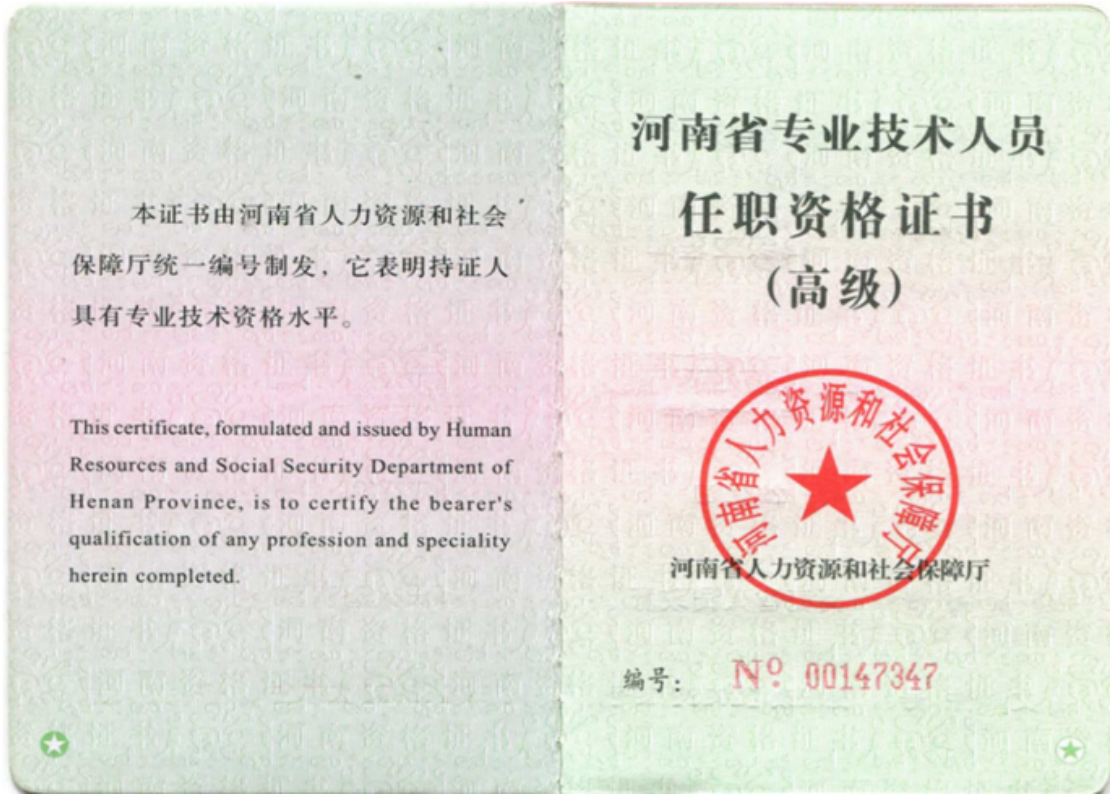 本证书由河南省人力资源和社会
保障厅统一编号制发，它表明持证人
具有专业技术资格水平。
This certificate, formulated and issued by Human
Resources and Social Security Department of
Henan Province, is to certify the bearer's
qualification of any profession and speciality
herein completed.
河南省专业技术人员
任职资格证书
(高级)
河南省人力资源和社会保障厅
河南省人力资源和社会保障厅
编号： Nº 00147347